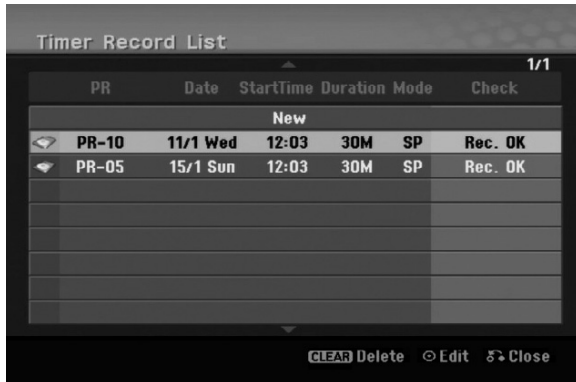 Timer Record List
1/1
PR Date StartTime Duration Mode Check
New
PR-10 11/1 Wed 12:03 30M SP Rec. OK
PR-05 15/1 Sun 12:03 30M SP Rec. OK
CLEAR Delete Edit Close